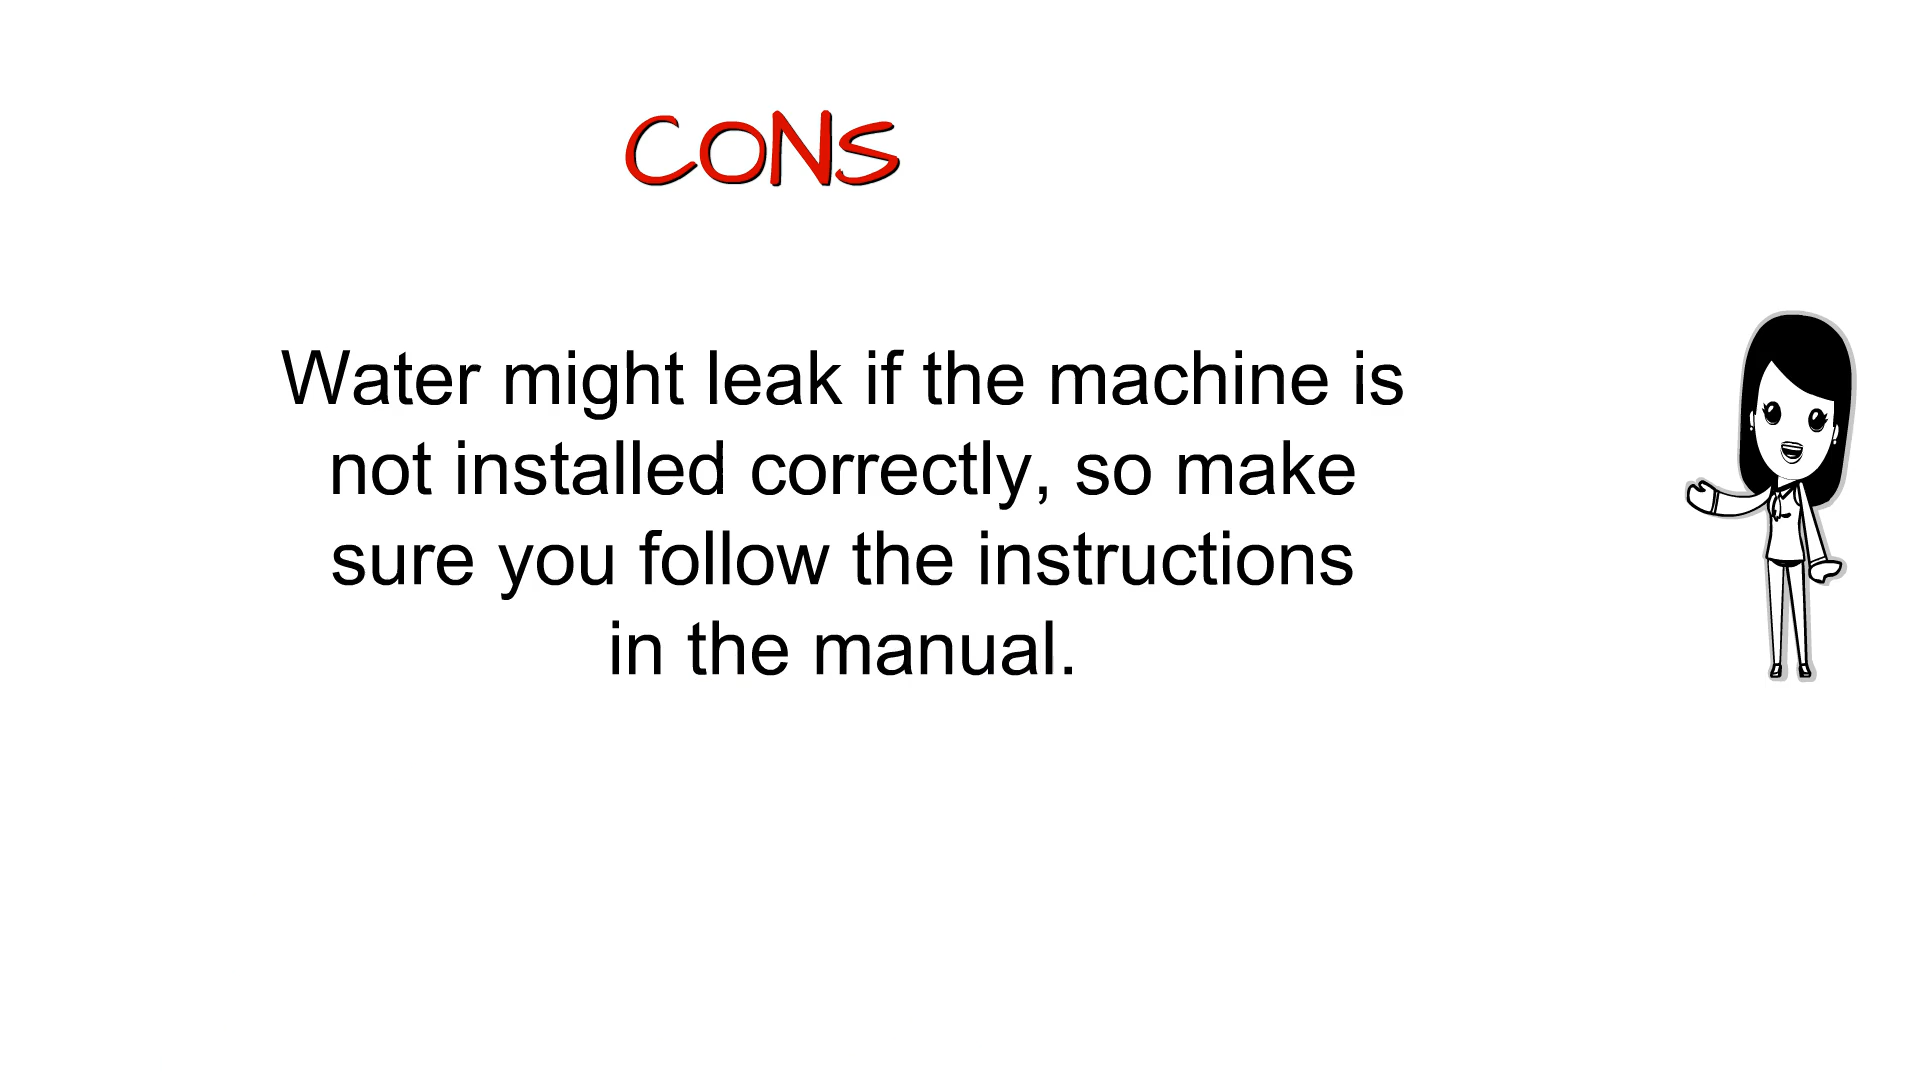 CONS
Water might leak if the machine is
not installed correctly, so make
sure you follow the instructions
in the manual.